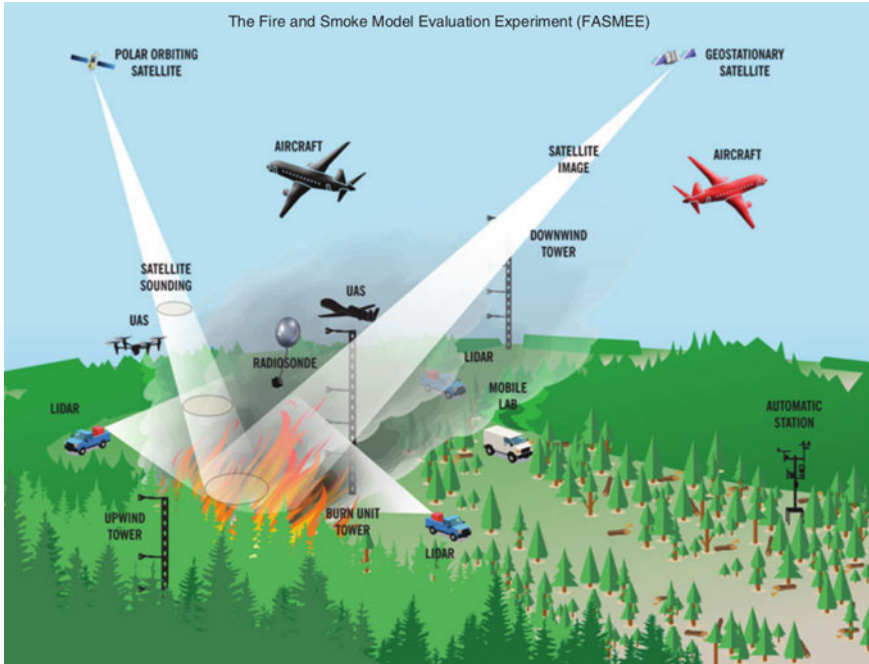 The Fire and Smoke Model Evaluation Experiment (FASMEE)
POLAR ORBITING
SATELLITE
GEOSTATIONARY
SATELLITE
AIRCRAFT
SATELLITE
IMAGE
AIRCRAFT
DOWNWIND
TOWER
SATELLITE
SOUNDING
UAS
UAS
RADIOSONDE
LIDAR
MOBILE
LAB
LIDAR
AUTOMATIC
STATION
UPWIND
TOWER
BURN UNIT
TOWER
LIDAR